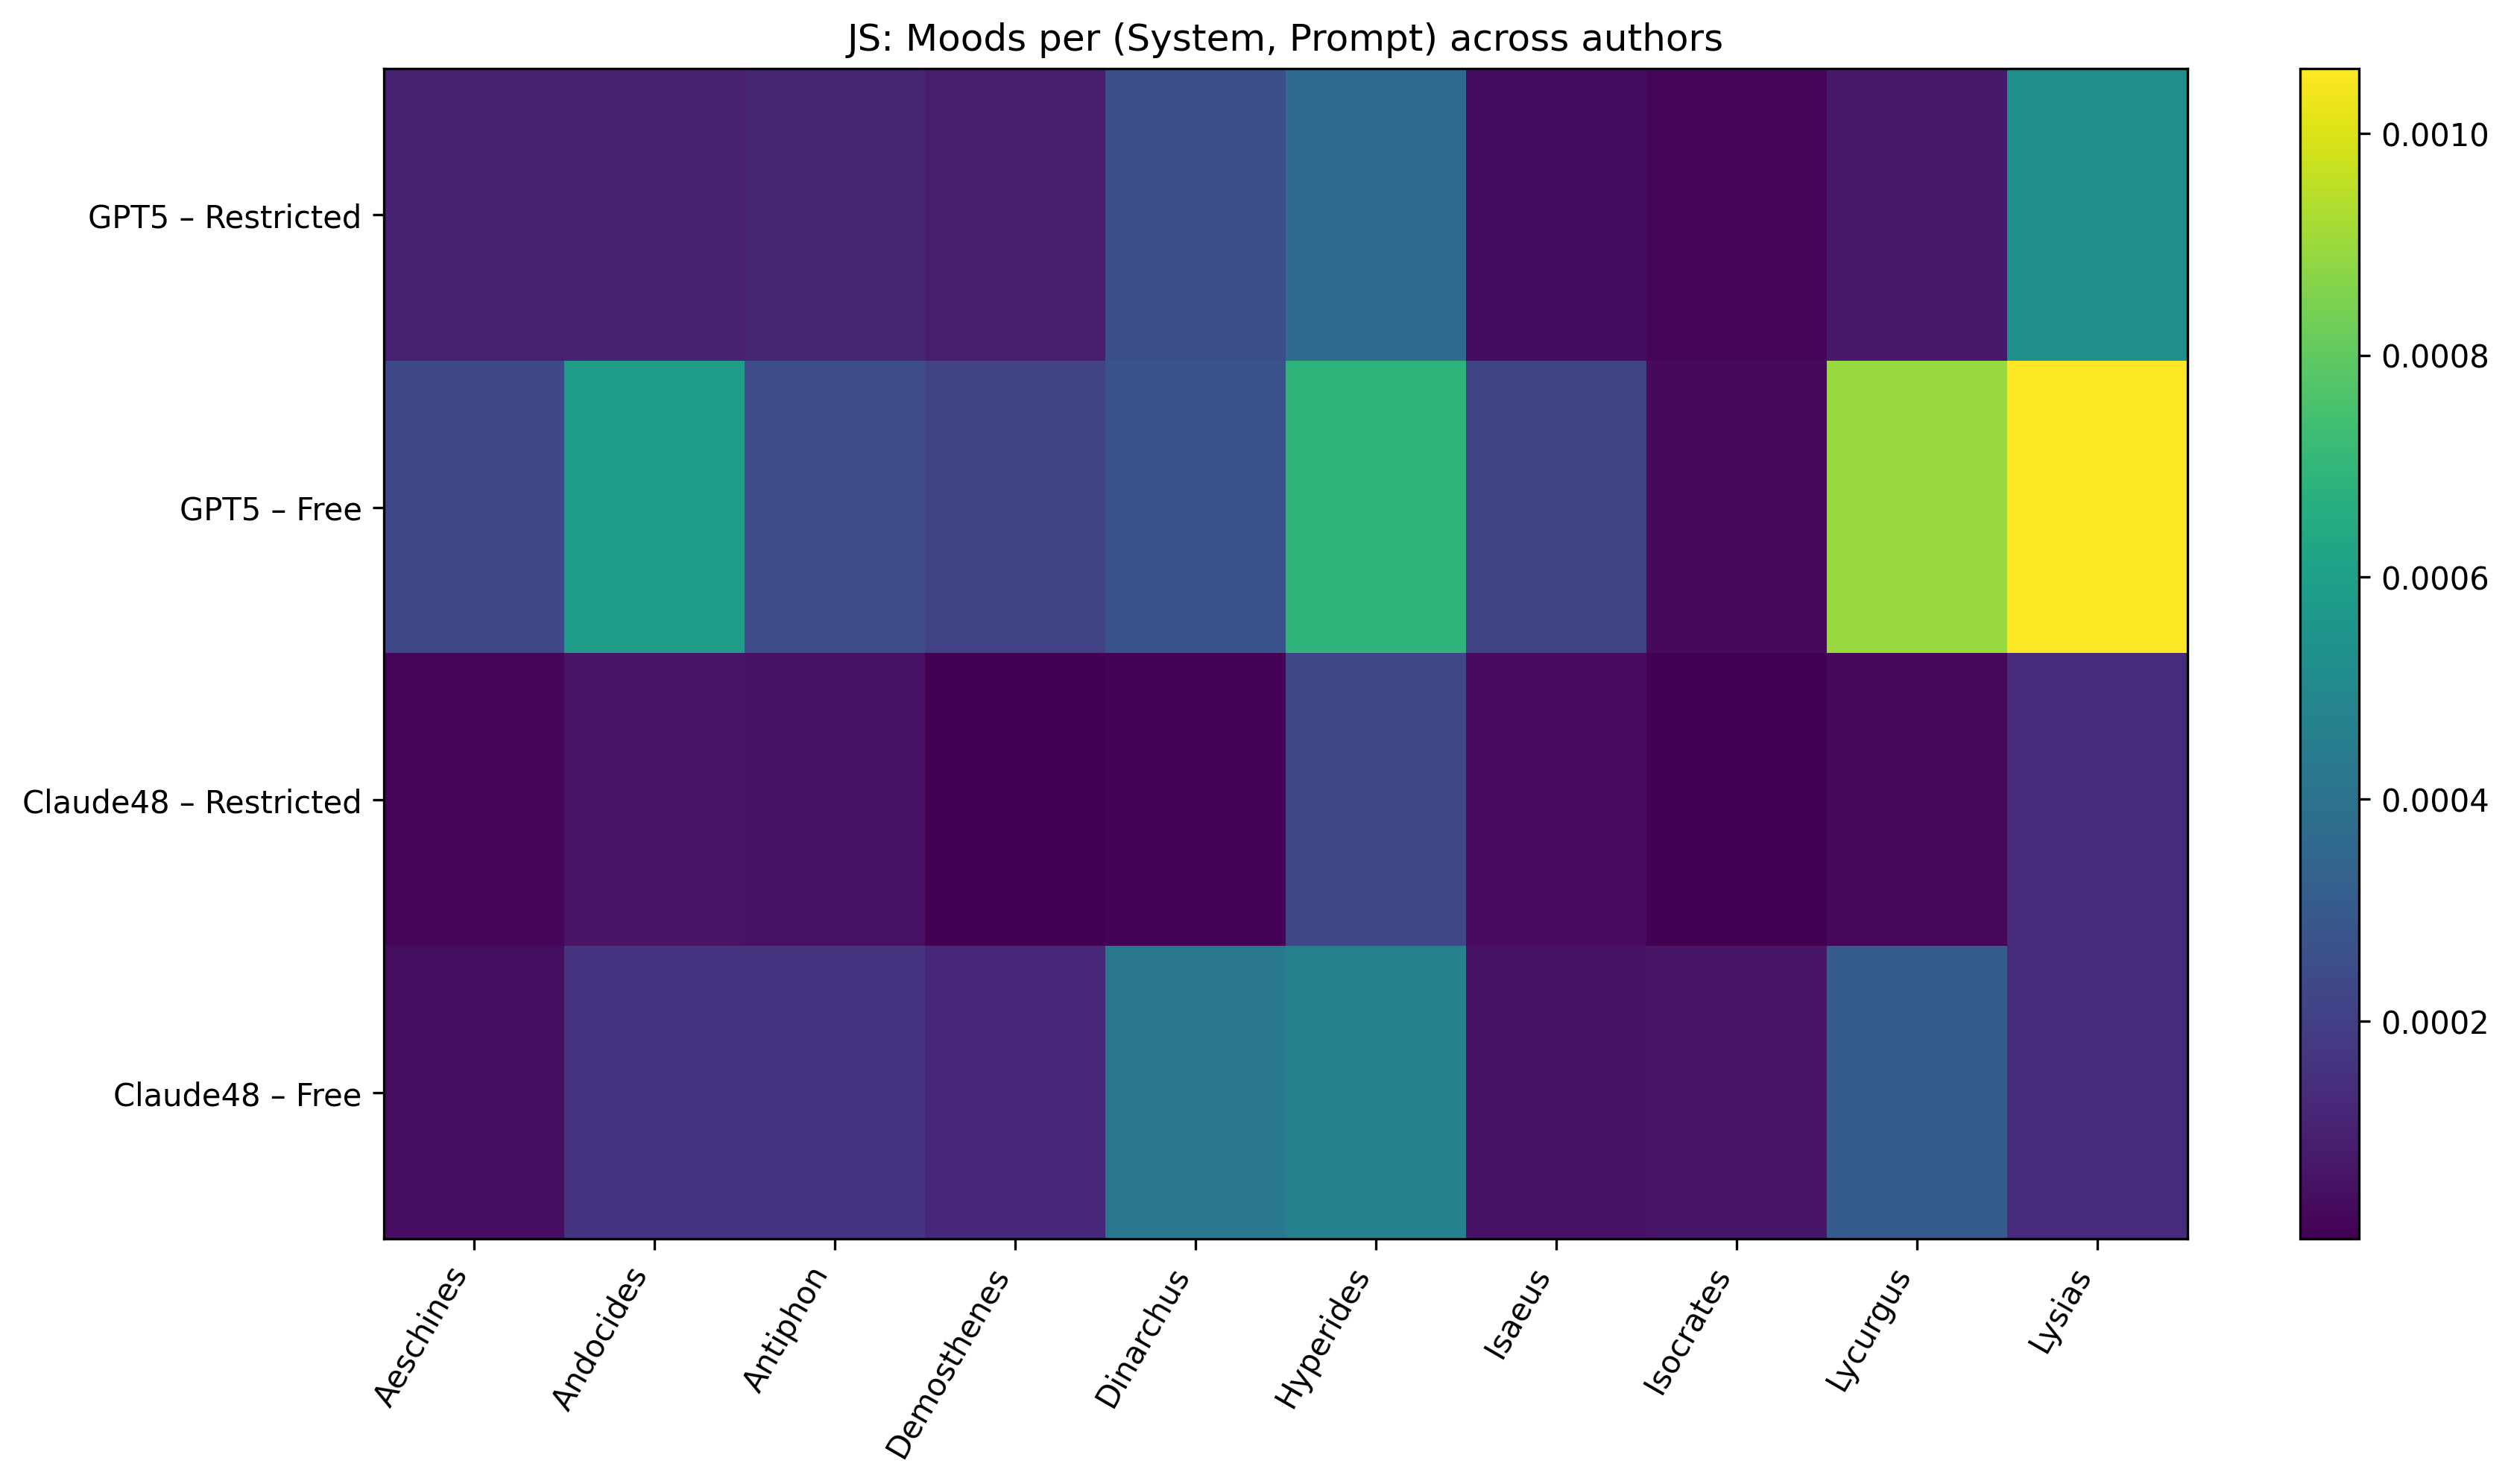 JS: Moods per (System, Prompt) across authors
GPT5 – Restricted
GPT5 – Free
Claude48 – Restricted
Claude48 – Free
Aeschines
Andocides
Antiphon
Demosthenes
Dinarchus
Hyperides
Isaeus
Isocrates
Lycurgus
Lysias
0.0010
0.0008
0.0006
0.0004
0.0002